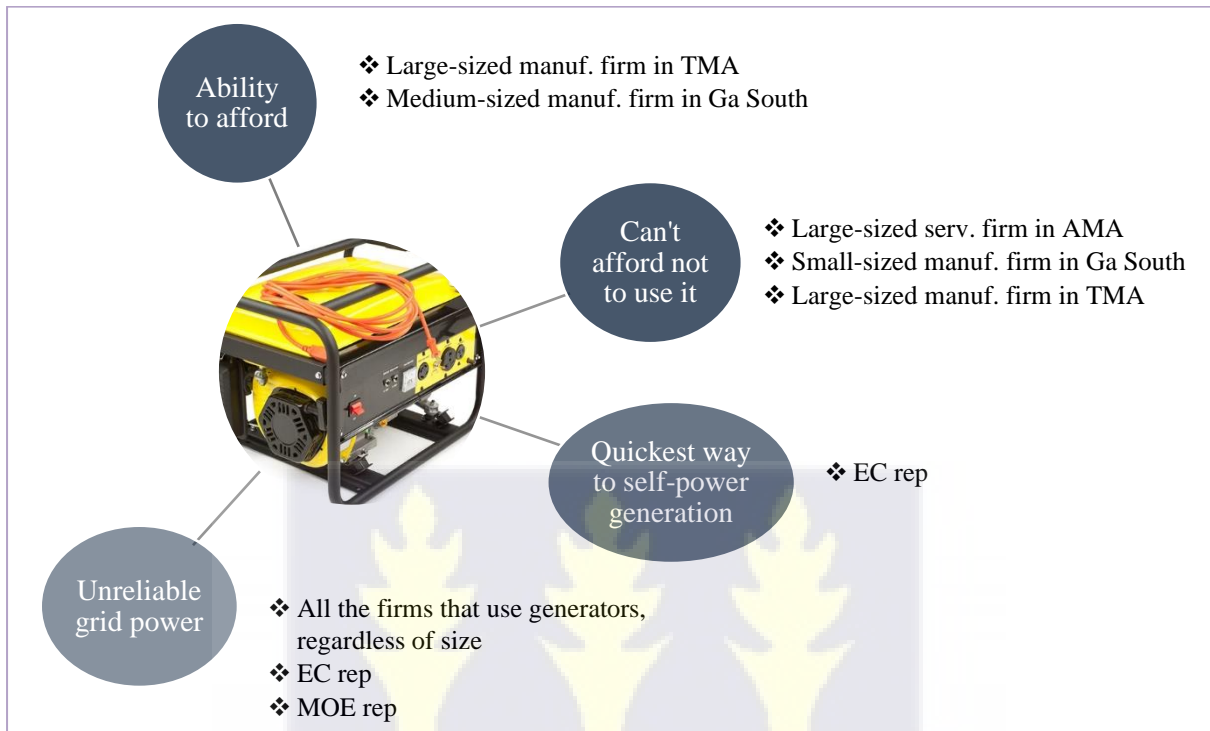 Ability
to afford
❖ Large-sized manuf. firm in TMA
❖ Medium-sized manuf. firm in Ga South
Can't
afford not
to use it
❖ Large-sized serv. firm in AMA
❖ Small-sized manuf. firm in Ga South
❖ Large-sized manuf. firm in TMA
Quickest way
to self-power
generation
❖ EC rep
Unreliable
grid power
❖ All the firms that use generators,
regardless of size
❖ EC rep
❖ MOE rep